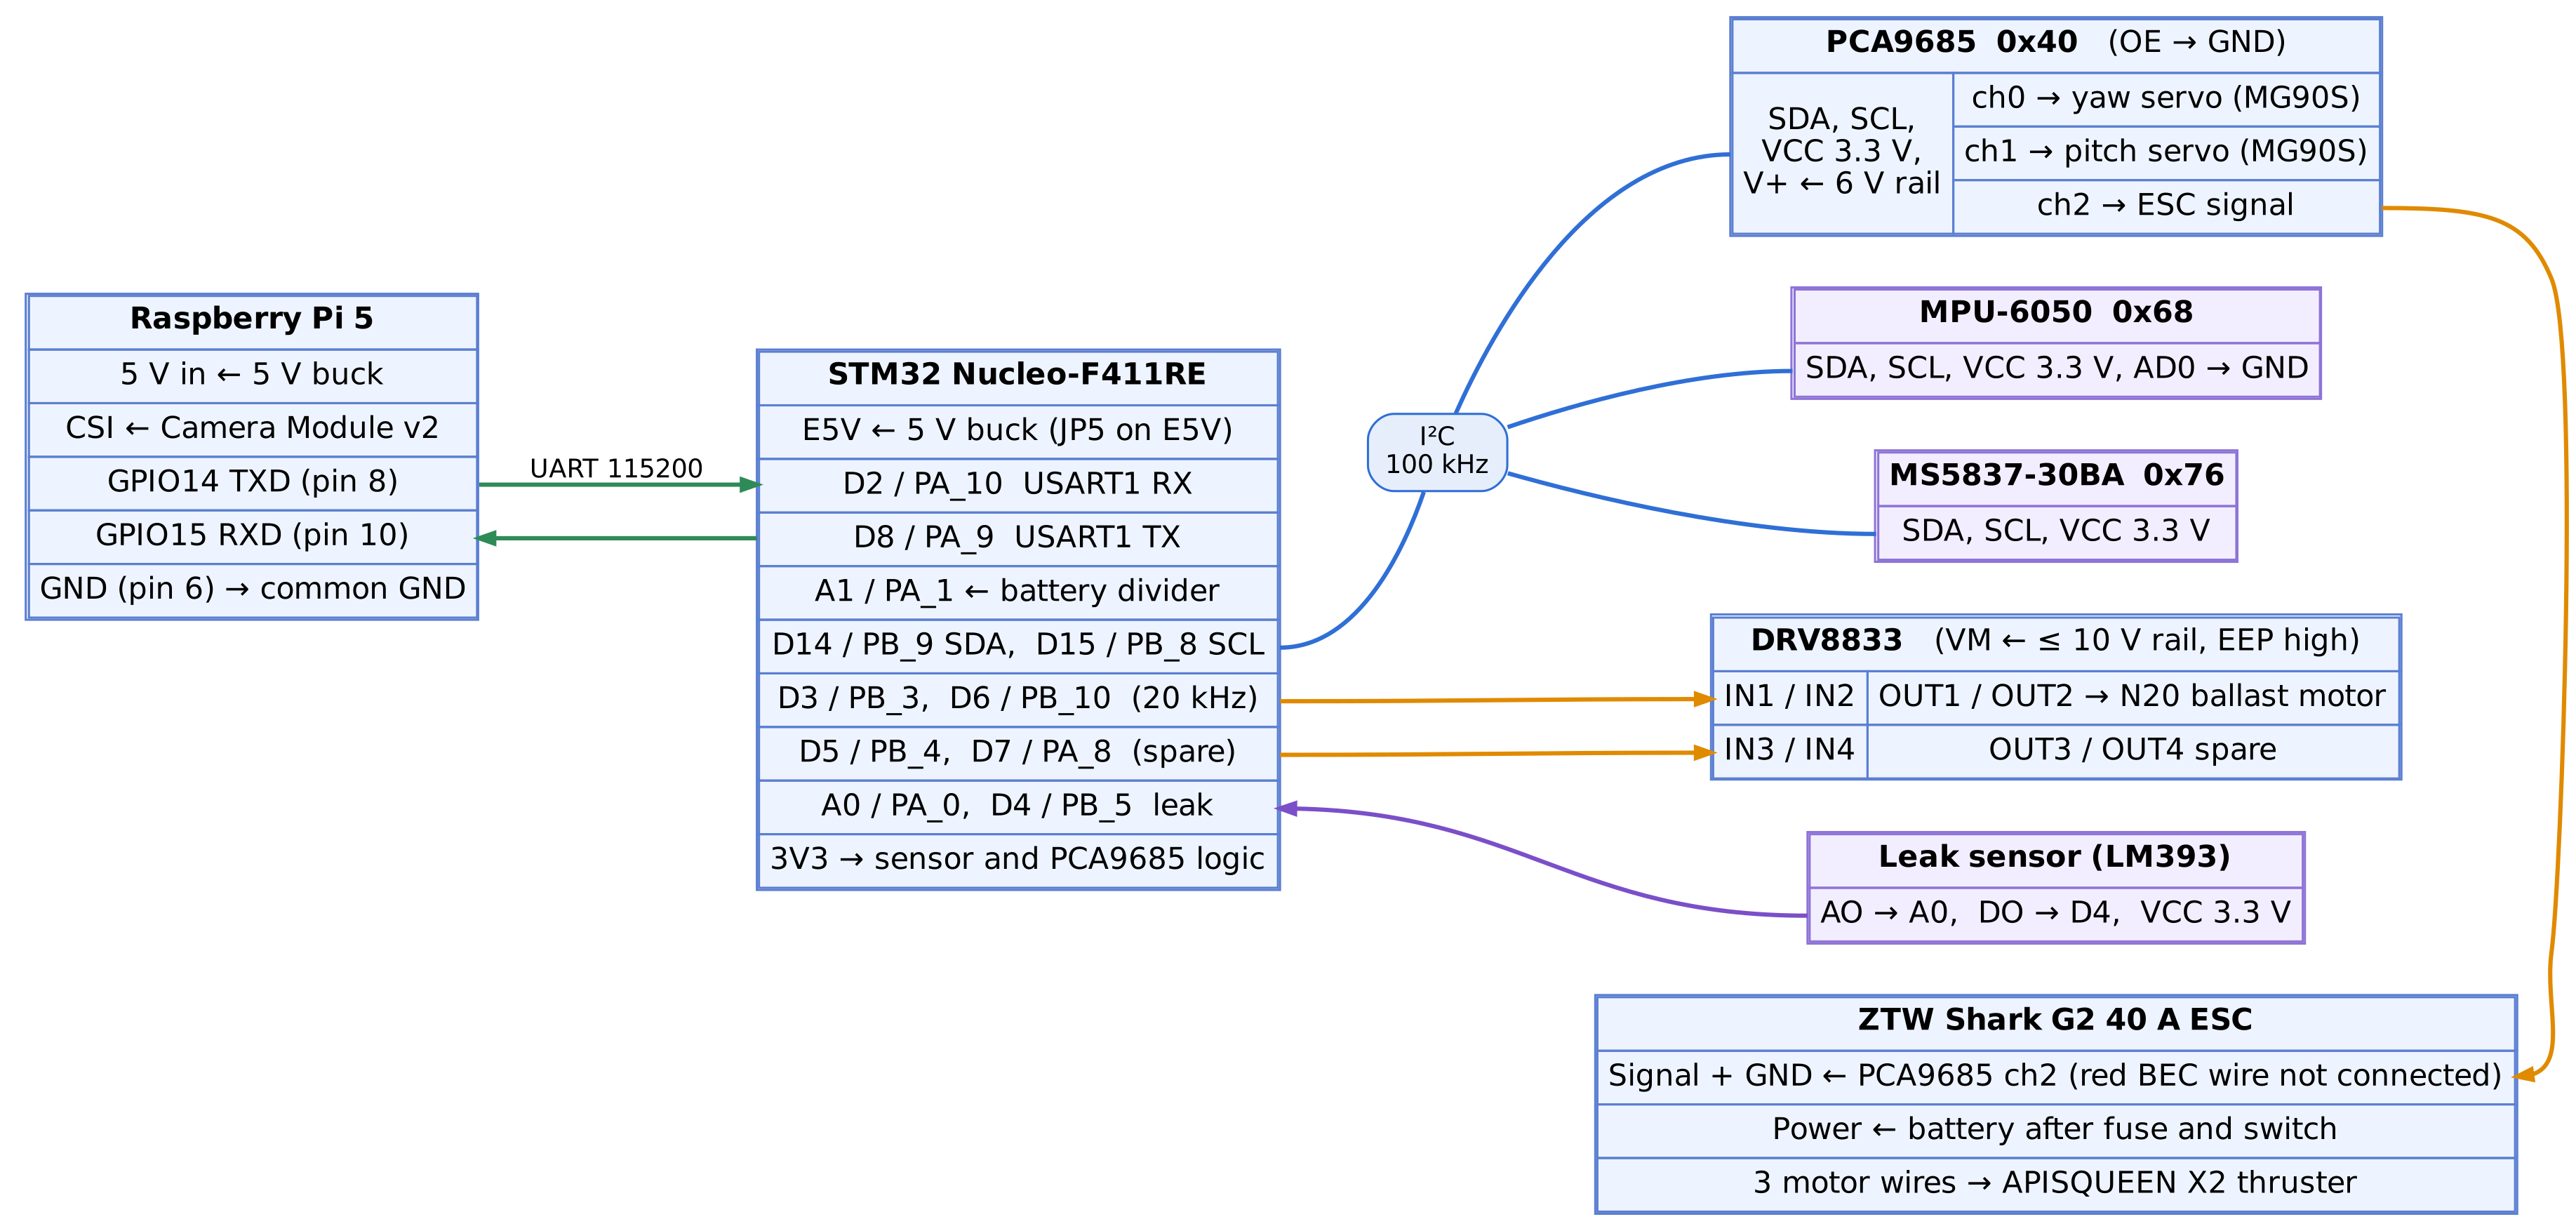 Raspberry Pi 5
5 V in ← 5 V buck
CSI ← Camera Module v2
GPIO14 TXD (pin 8)
GPIO15 RXD (pin 10)
GND (pin 6) → common GND
UART 115200
STM32 Nucleo-F411RE
E5V ← 5 V buck (JP5 on E5V)
D2 / PA_10  USART1 RX
D8 / PA_9  USART1 TX
A1 / PA_1 ← battery divider
D14 / PB_9 SDA,  D15 / PB_8 SCL
D3 / PB_3,  D6 / PB_10  (20 kHz)
D5 / PB_4,  D7 / PA_8  (spare)
A0 / PA_0,  D4 / PB_5  leak
3V3 → sensor and PCA9685 logic
I²C
100 kHz
PCA9685  0x40   (OE → GND)
SDA, SCL,
VCC 3.3 V,
V+ ← 6 V rail
ch0 → yaw servo (MG90S)
ch1 → pitch servo (MG90S)
ch2 → ESC signal
MPU-6050  0x68
SDA, SCL, VCC 3.3 V, AD0 → GND
MS5837-30BA  0x76
SDA, SCL, VCC 3.3 V
DRV8833   (VM ← ≤ 10 V rail, EEP high)
IN1 / IN2  OUT1 / OUT2 → N20 ballast motor
IN3 / IN4  OUT3 / OUT4 spare
Leak sensor (LM393)
AO → A0,  DO → D4,  VCC 3.3 V
ZTW Shark G2 40 A ESC
Signal + GND ← PCA9685 ch2 (red BEC wire not connected)
Power ← battery after fuse and switch
3 motor wires → APISQUEEN X2 thruster